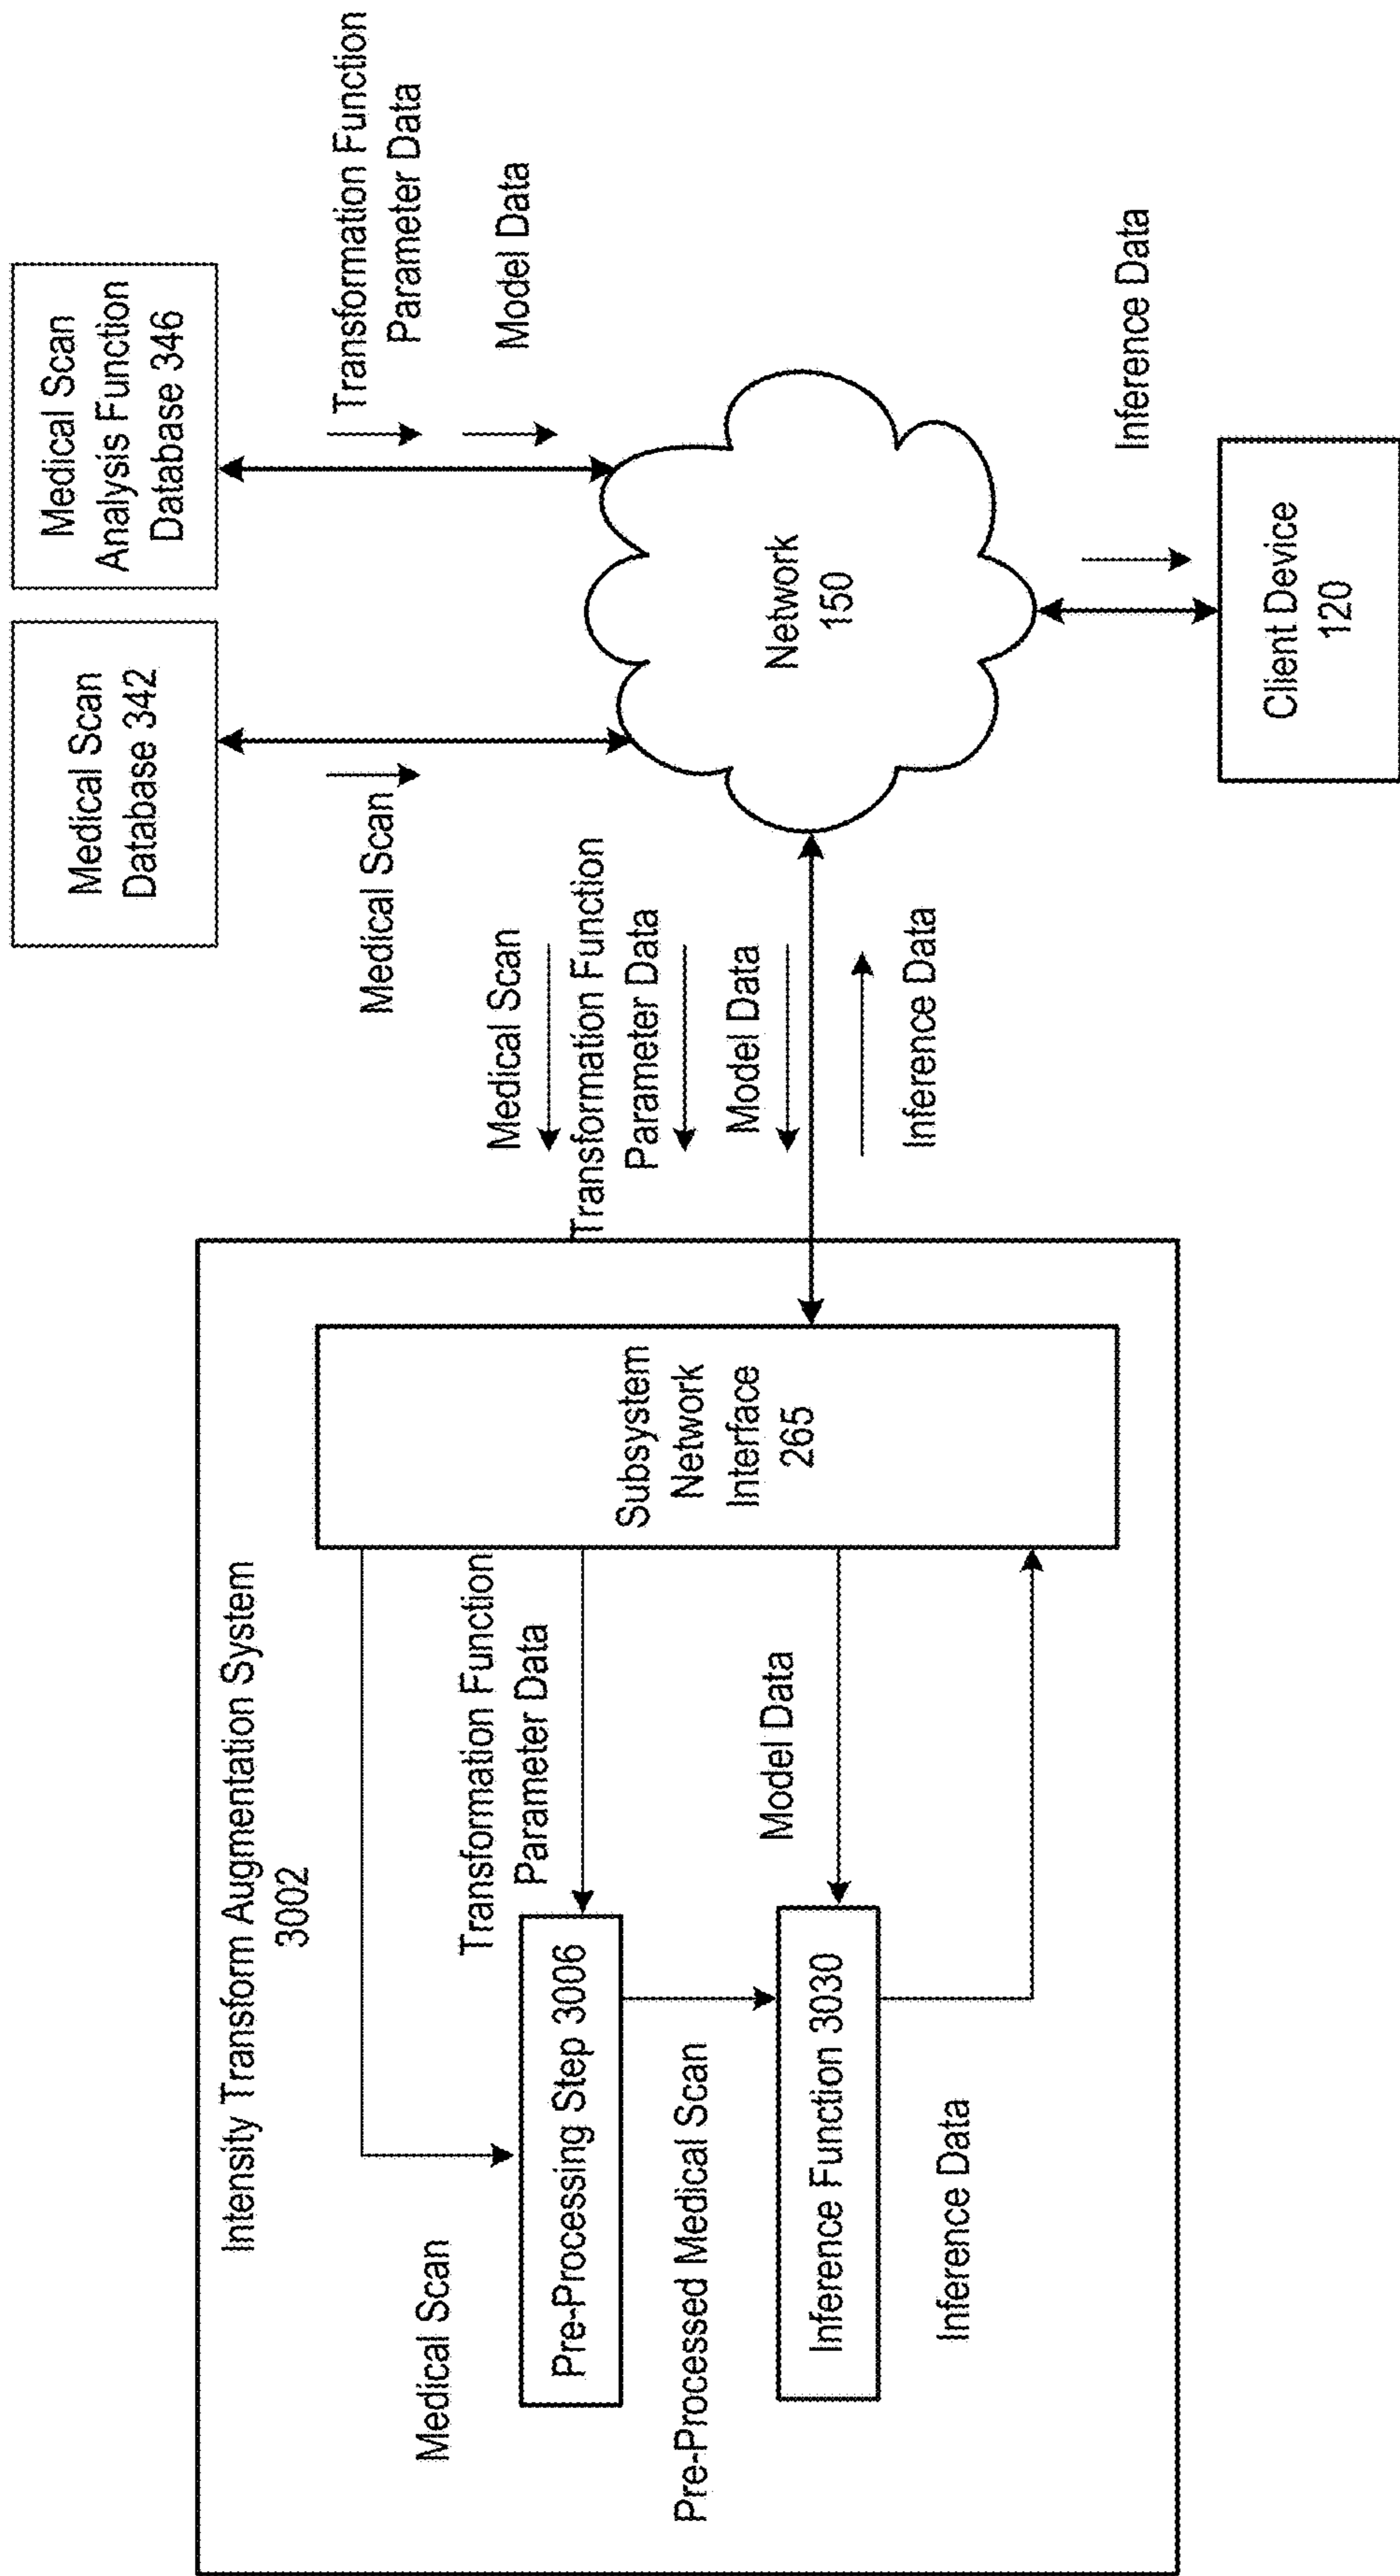 Intensity Transform Augmentation System
3002
Medical Scan
Transformation Function
Parameter Data
Pre-Processing Step 3006
Pre-Processed Medical Scan
Model Data
Inference Function 3030
Inference Data
Subsystem
Network
Interface
265
Medical Scan
Transformation Function
Parameter Data
Model Data
Inference Data
Medical Scan
Database 342
Medical Scan
Medical Scan
Analysis Function
Database 346
Transformation Function
Parameter Data
Model Data
Network
150
Inference Data
Client Device
120